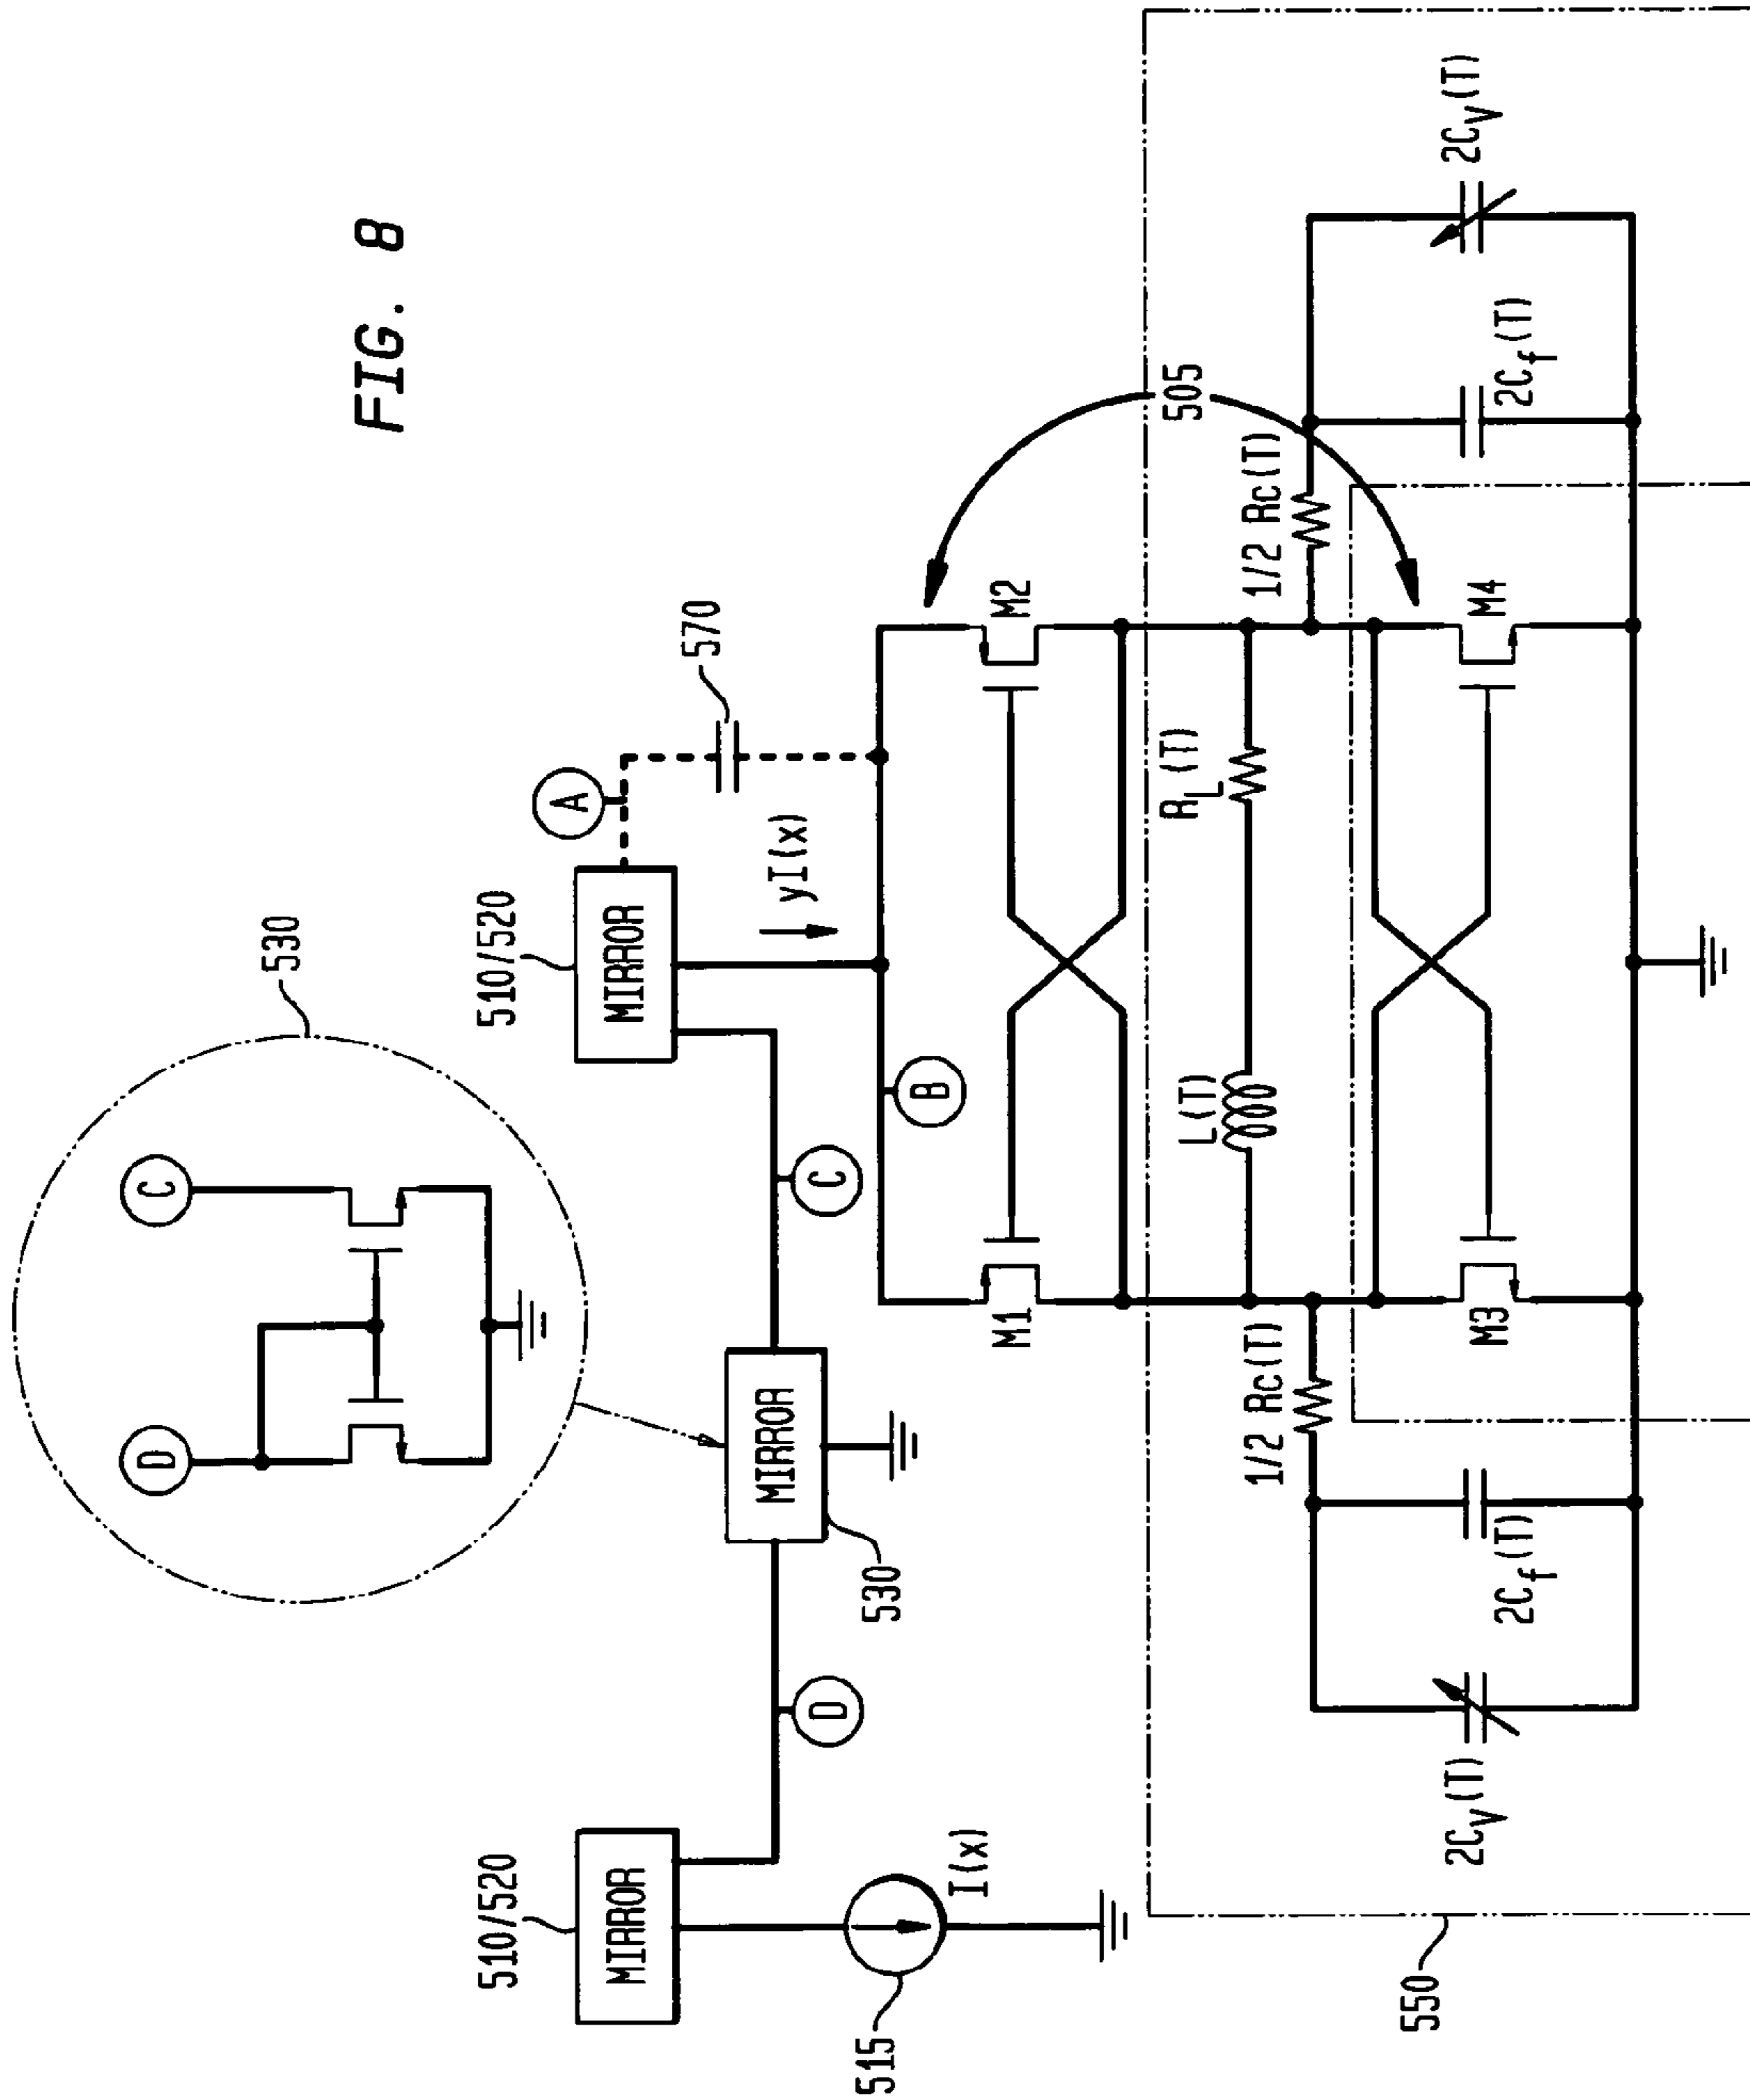 FIG. 8
530
D
C
510/520
MIRROR
510/520
MIRROR
A
570
515
I(x)
D
MIRROR
530
C
yI(x)
B
505
M1
M2
L(T)
R_L(T)
1/2 Rc(T)
1/2 Rc(T)
M3
M4
2C_V(T)
2C_f(T)
2C_f(T)
2C_V(T)
550